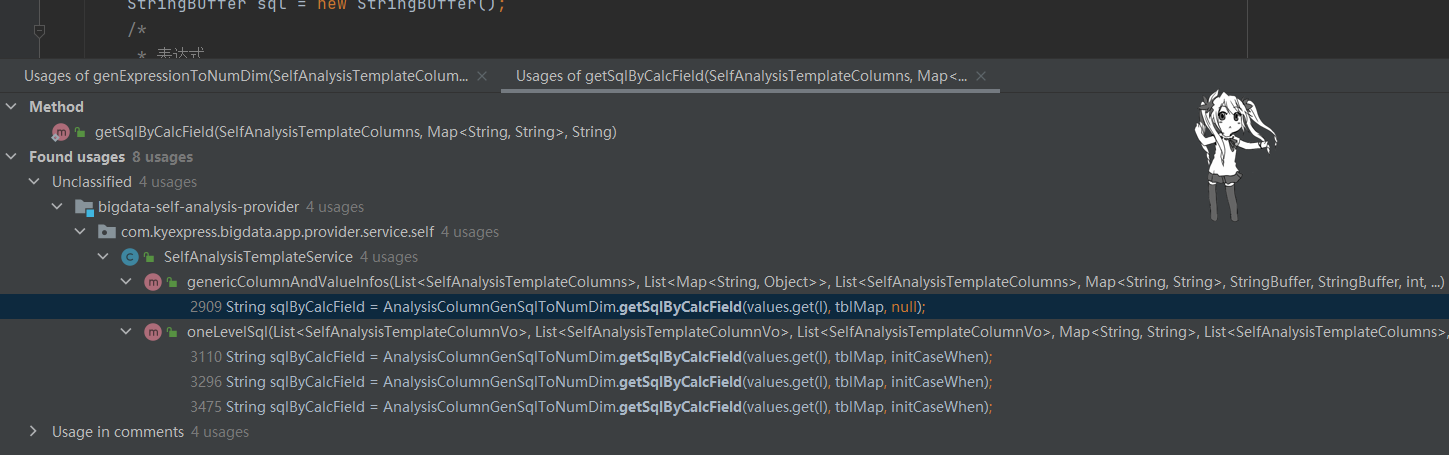 StringBuffer sql = new StringBuffer();
/*
* 表达式
Usages of genExpressionToNumDim(SelfAnalysisTemplateColum... Usages of getSqlByCalcField(SelfAnalysisTemplateColumns, Map<...
Method
getSqlByCalcField(SelfAnalysisTemplateColumns, Map<String, String>, String)
Found usages 8 usages
Unclassified 4 usages
bigdata-self-analysis-provider 4 usages
com.kyexpress.bigdata.app.provider.service.self 4 usages
SelfAnalysisTemplateService 4 usages
genericColumnAndValueInfos(List<SelfAnalysisTemplateColumns>, List<Map<String, Object>>, List<SelfAnalysisTemplateColumns>, Map<String, String>, StringBuffer, StringBuffer, int, ...)
2909 String sqlByCalcField = AnalysisColumnGenSqlToNumDim.getSqlByCalcField(values.get(l), tblMap, null);
oneLevelSql(List<SelfAnalysisTemplateColumnVo>, List<SelfAnalysisTemplateColumnVo>, List<SelfAnalysisTemplateColumnVo>, Map<String, String>, List<SelfAnalysisTemplateColumns>,
3110 String sqlByCalcField = AnalysisColumnGenSqlToNumDim.getSqlByCalcField(values.get(l), tblMap, initCaseWhen);
3296 String sqlByCalcField = AnalysisColumnGenSqlToNumDim.getSqlByCalcField(values.get(l), tblMap, initCaseWhen);
3475 String sqlByCalcField = AnalysisColumnGenSqlToNumDim.getSqlByCalcField(values.get(l), tblMap, initCaseWhen);
Usage in comments 4 usages